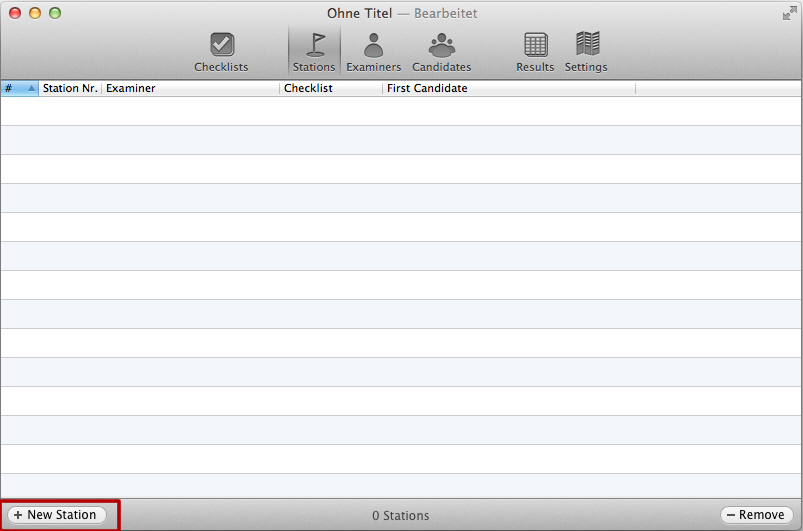 Ohne Titel — Bearbeitet
Checklists Stations Examiners Candidates Results Settings
# Station Nr. Examiner Checklist First Candidate
+ New Station 0 Stations − Remove